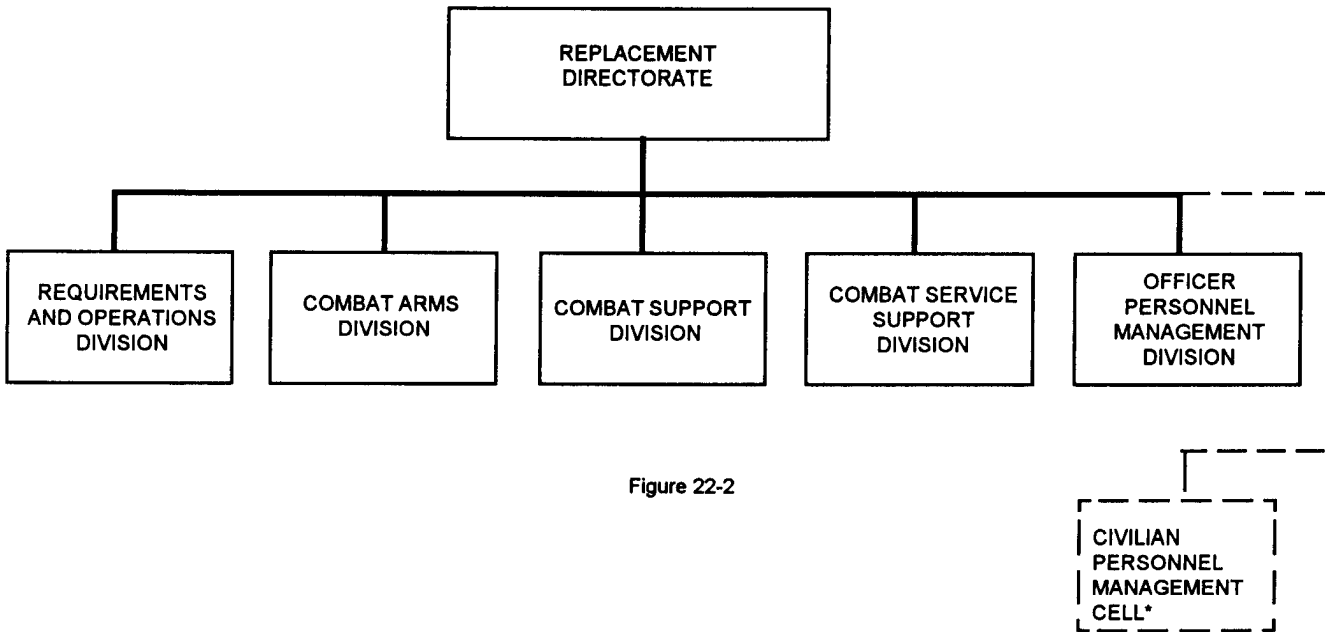 REPLACEMENT
DIRECTORATE
REQUIREMENTS
AND OPERATIONS
DIVISION
COMBAT ARMS
DIVISION
COMBAT SUPPORT
DIVISION
COMBAT SERVICE
SUPPORT
DIVISION
OFFICER
PERSONNEL
MANAGEMENT
DIVISION
Figure 22-2
CIVILIAN
PERSONNEL
MANAGEMENT
CELL*